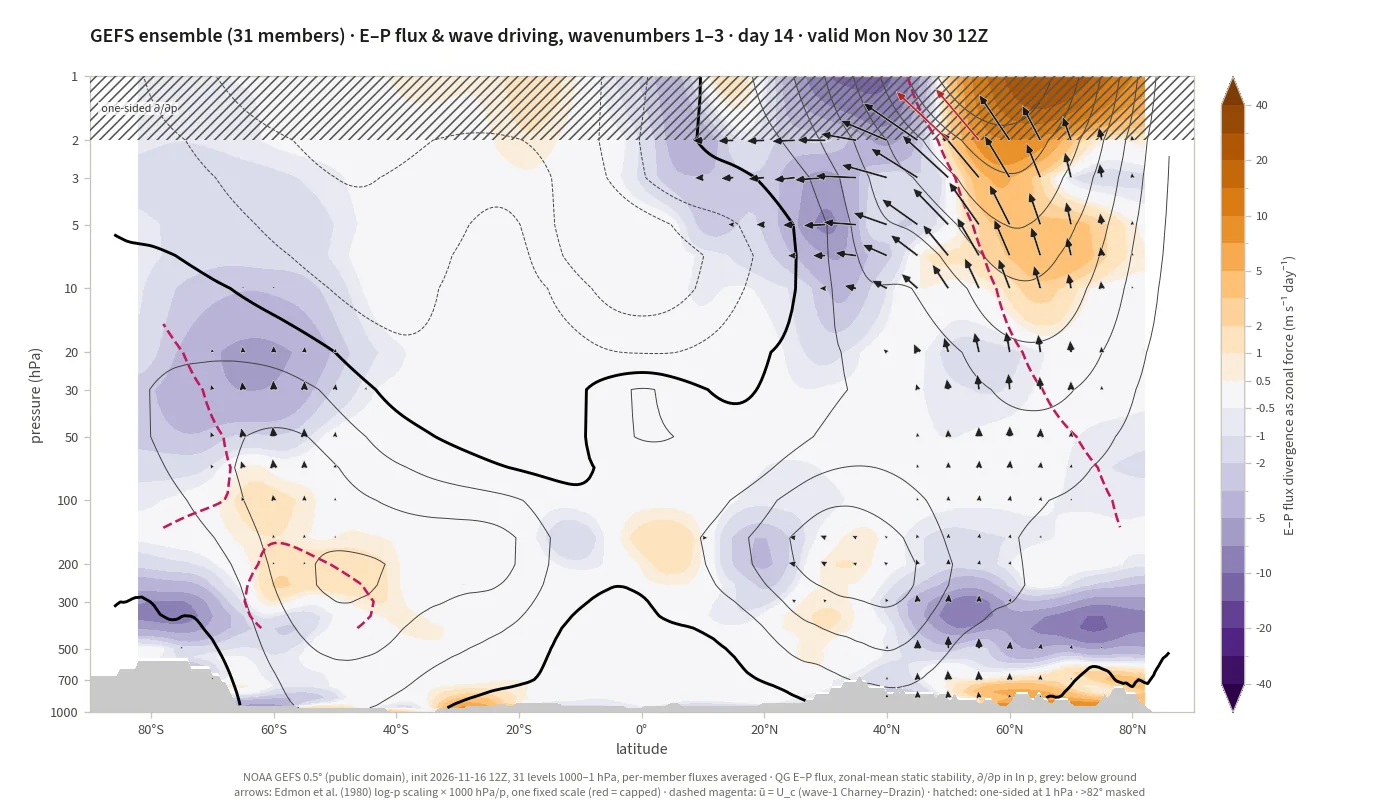 GEFS ensemble (31 members) · E–P flux & wave driving, wavenumbers 1–3 · day 14 · valid Mon Nov 30 12Z
one-sided ∂/∂p
1
2
3
5
10
20
30
50
100
200
300
500
700
1000
pressure (hPa)
80°S
60°S
40°S
20°S
0°
20°N
40°N
60°N
80°N
latitude
40
20
10
5
2
1
0.5
-0.5
-1
-2
-5
-10
-20
-40
E–P flux divergence as zonal force (m s⁻¹ day⁻¹)
NOAA GEFS 0.5° (public domain), init 2026-11-16 12Z, 31 levels 1000–1 hPa, per-member fluxes averaged · QG E–P flux, zonal-mean static stability, ∂/∂p in ln p, grey: below ground
arrows: Edmon et al. (1980) log-p scaling × 1000 hPa/p, one fixed scale (red = capped) · dashed magenta: ū = U_c (wave-1 Charney–Drazin) · hatched: one-sided at 1 hPa · >82° masked